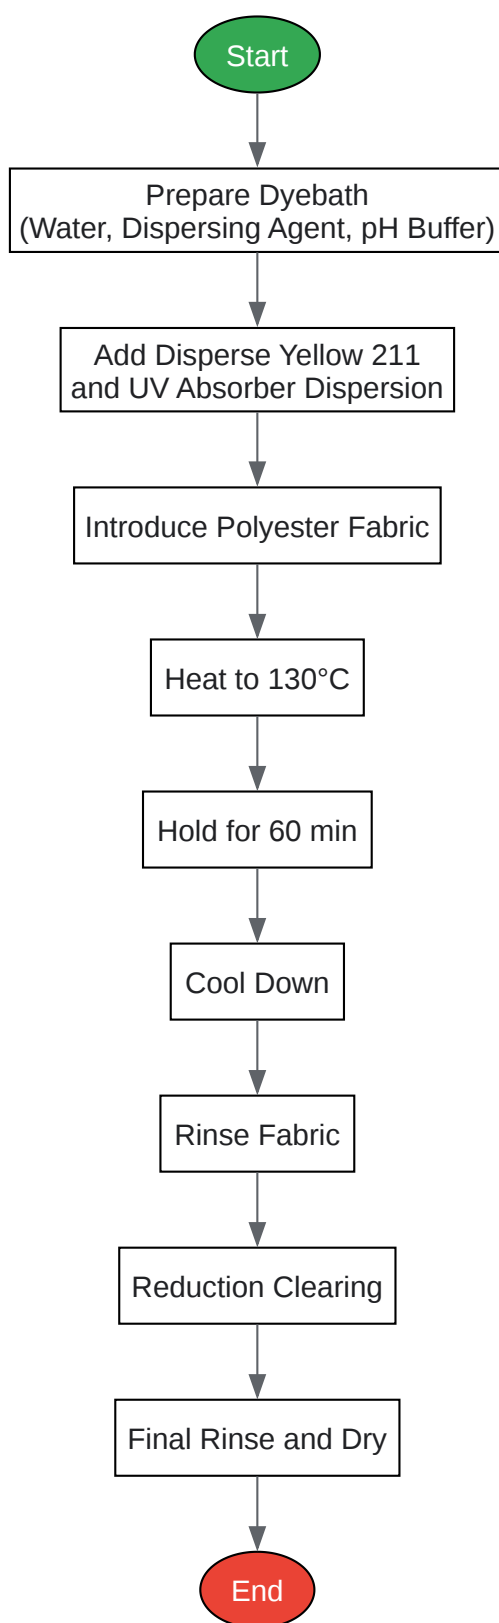 Start
Prepare Dyebath
(Water, Dispersing Agent, pH Buffer)
Add Disperse Yellow 211
and UV Absorber Dispersion
Introduce Polyester Fabric
Heat to 130°C
Hold for 60 min
Cool Down
Rinse Fabric
Reduction Clearing
Final Rinse and Dry
End